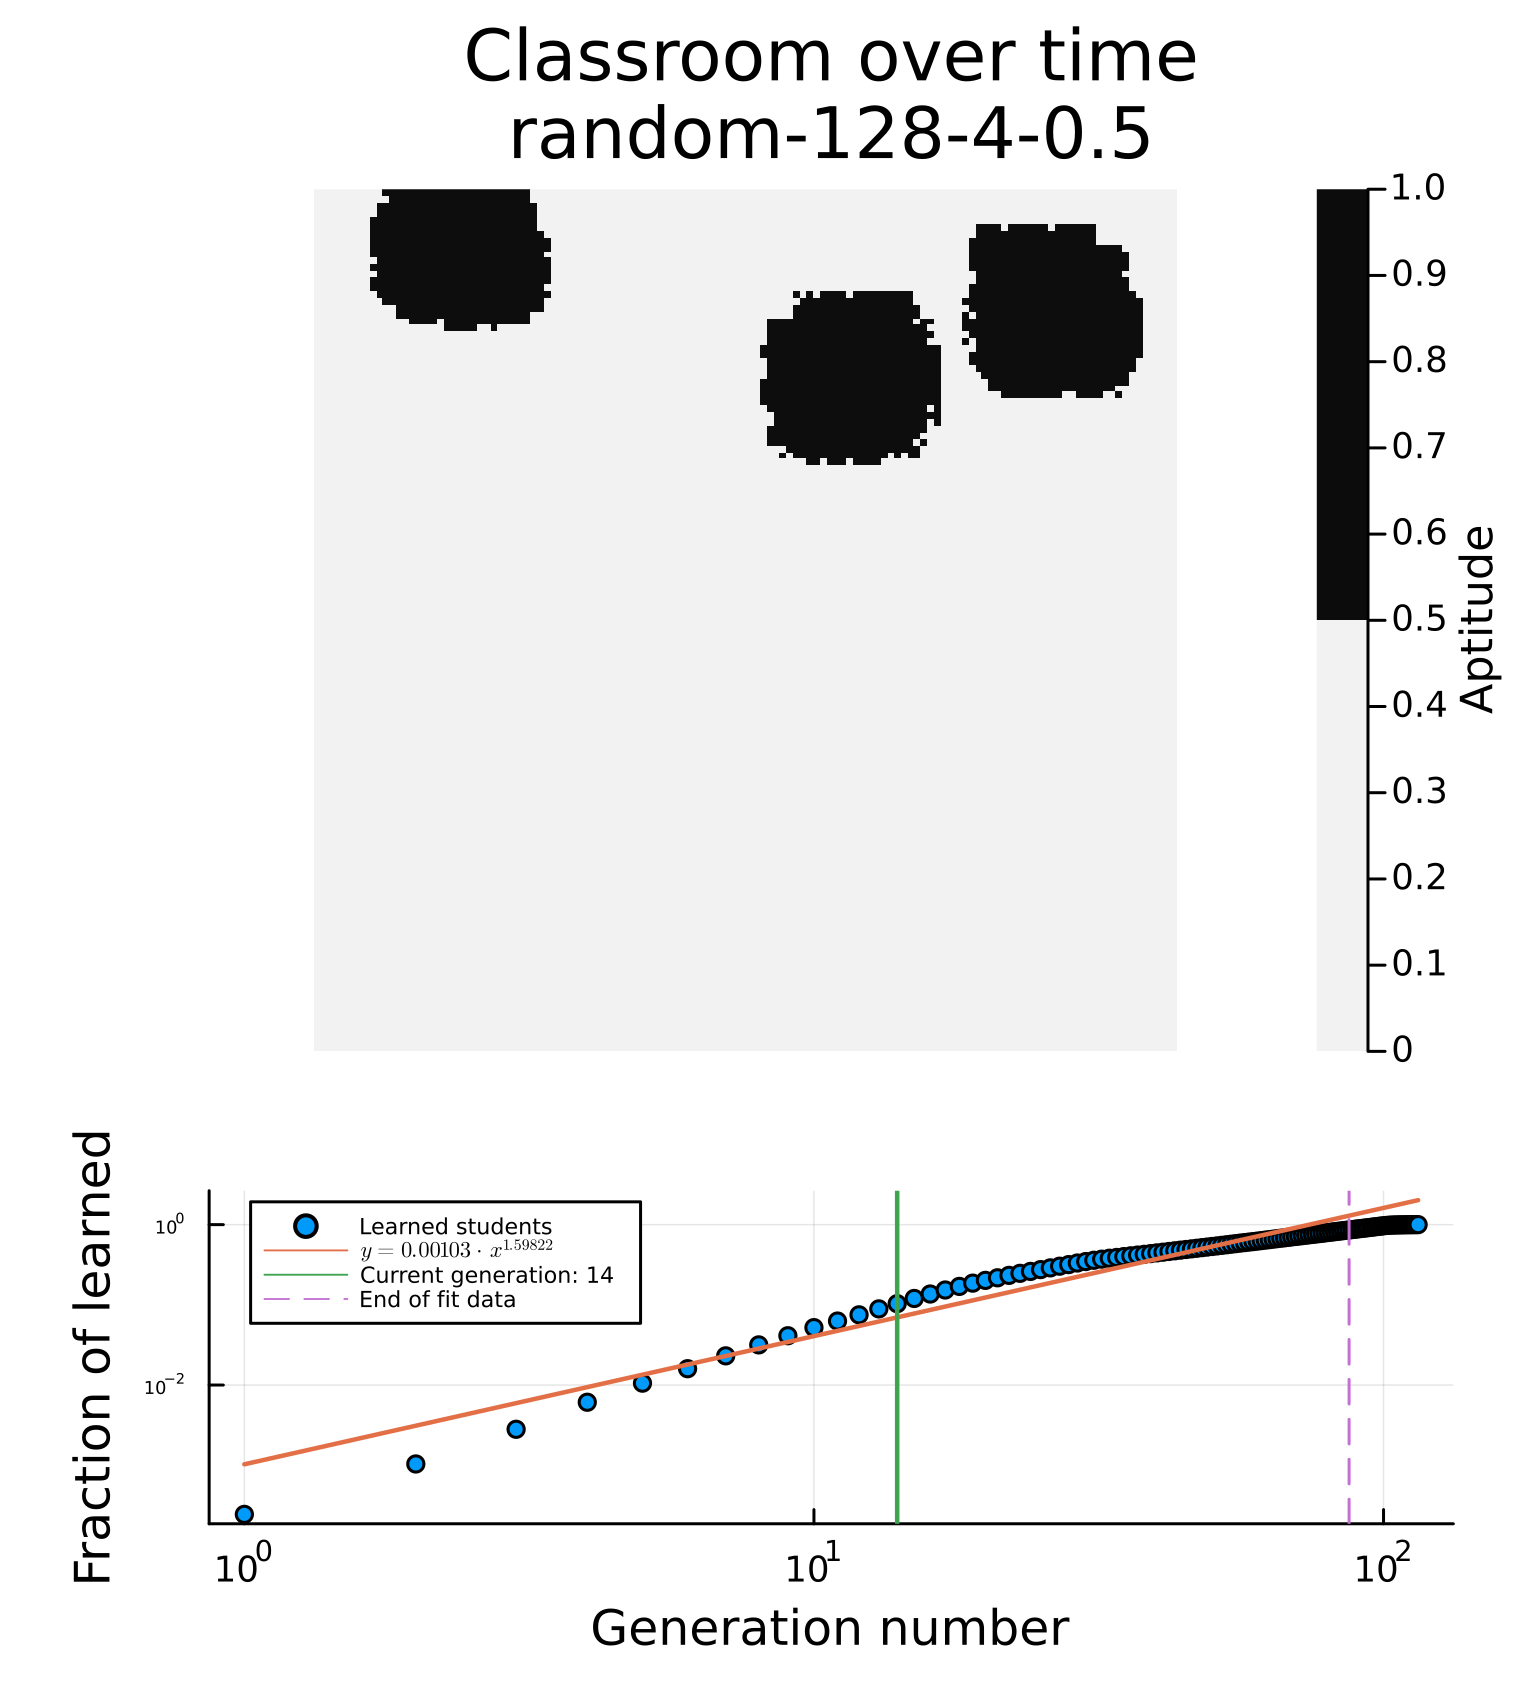 Classroom over time
random-128-4-0.5
1.0
0.9
0.8
0.7
0.6
0.5
0.4
0.3
0.2
0.1
0
Aptitude
Fraction of learned
10^0
10^-2
Learned students
y = 0.00103 · x^1.59822
Current generation: 14
End of fit data
10^0
10^1
10^2
Generation number